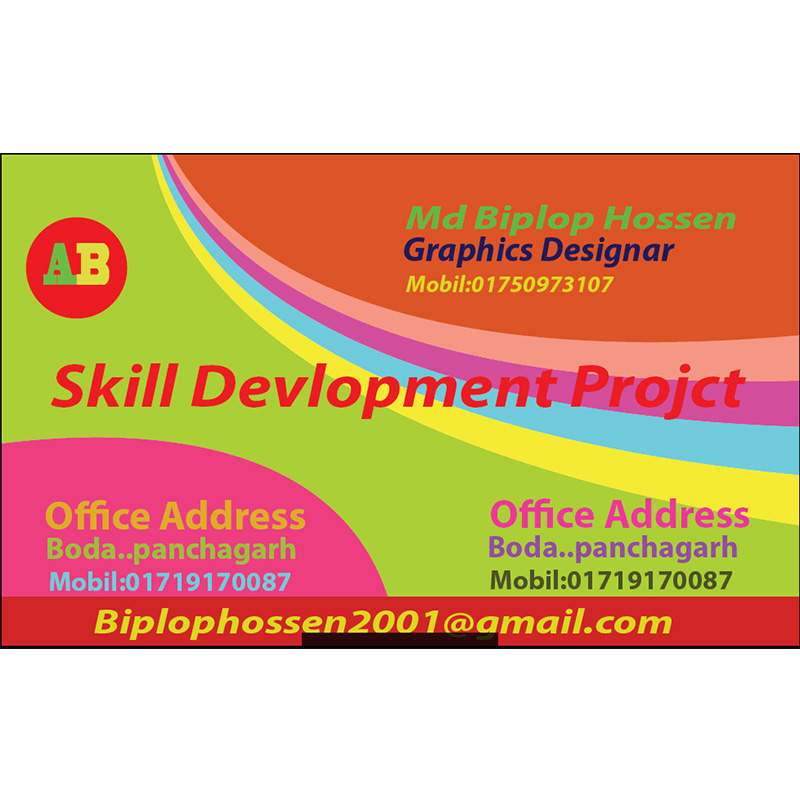 AB
Md Biplop Hossen
Graphics Designar
Mobil:01750973107
Skill Devlopment Projct
Office Address
Boda..panchagarh
Mobil:01719170087
Office Address
Boda..panchagarh
Mobil:01719170087
Biplophossen2001@gmail.com